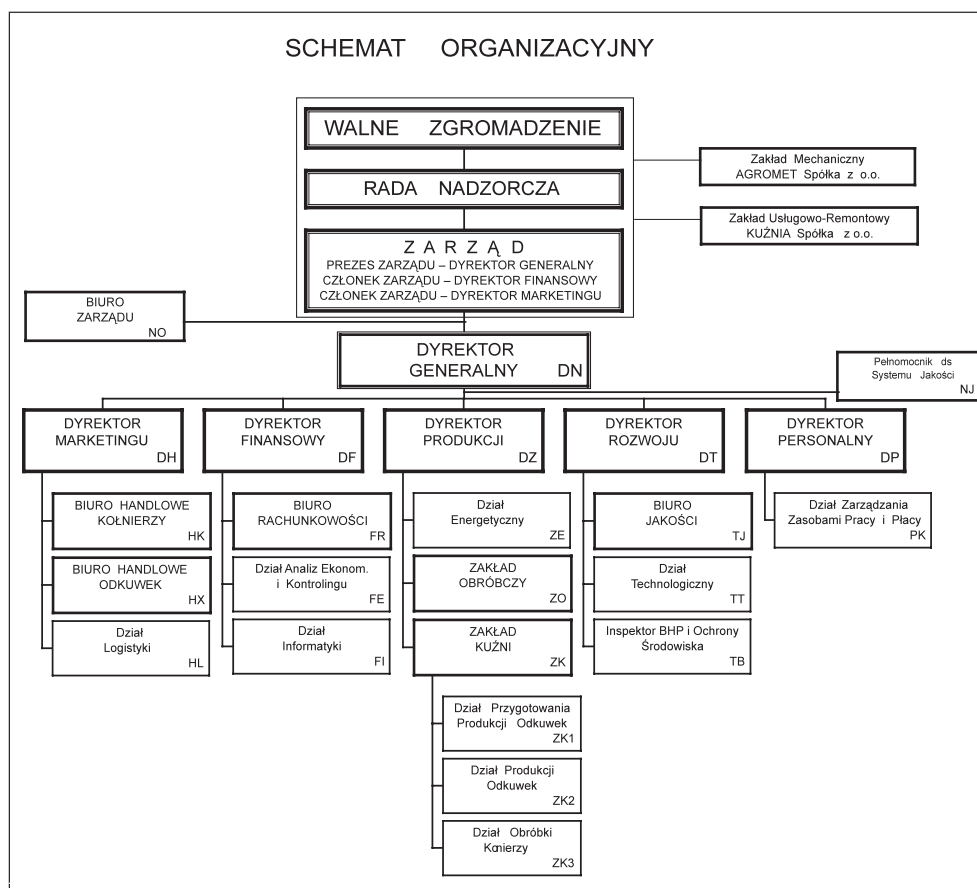 SCHEMAT ORGANIZACYJNY
WALNE ZGROMADZENIE
RADA NADZORCZA
ZARZĄD
PREZES ZARZĄDU – DYREKTOR GENERALNY
CZŁONEK ZARZĄDU – DYREKTOR FINANSOWY
CZŁONEK ZARZĄDU – DYREKTOR MARKETINGU
Zakład Mechaniczny
AGROMET Spółka z o.o.
Zakład Usługowo-Remontowy
KUŹNIA Spółka z o.o.
BIURO
ZARZĄDU
NO
DYREKTOR
GENERALNY DN
Pełnomocnik ds
Systemu Jakości
NJ
DYREKTOR
MARKETINGU
DH
DYREKTOR
FINANSOWY
DF
DYREKTOR
PRODUKCJI
DZ
DYREKTOR
ROZWOJU
DT
DYREKTOR
PERSONALNY
DP
BIURO HANDLOWE
KOŁNIERZY
HK
BIURO HANDLOWE
ODKUWEK
HX
Dział
Logistyki
HL
BIURO
RACHUNKOWOŚCI
FR
Dział Analiz Ekonom.
i Kontrolingu
FE
Dział
Informatyki
FI
Dział
Energetyczny
ZE
ZAKŁAD
OBRÓBCZY
ZO
ZAKŁAD
KUŹNI
ZK
Dział Przygotowania
Produkcji Odkuwek
ZK1
Dział Produkcji
Odkuwek
ZK2
Dział Obróbki
Konierzy
ZK3
BIURO
JAKOŚCI
TJ
Dział
Technologiczny
TT
Inspektor BHP i Ochrony
Środowiska
TB
Dział Zarządzania
Zasobami Pracy i Płacy
PK